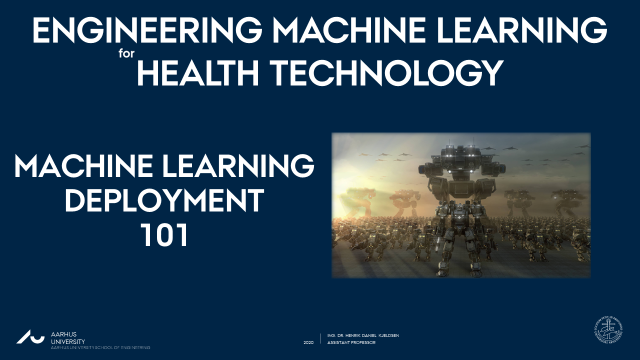 ENGINEERING MACHINE LEARNING
for
HEALTH TECHNOLOGY
MACHINE LEARNING
DEPLOYMENT
101
AARHUS
UNIVERSITY
AARHUS UNIVERSITY SCHOOL OF ENGINEERING
2020
ING. DR. HENRIK DANIEL KJELDSEN
ASSISTANT PROFESSOR